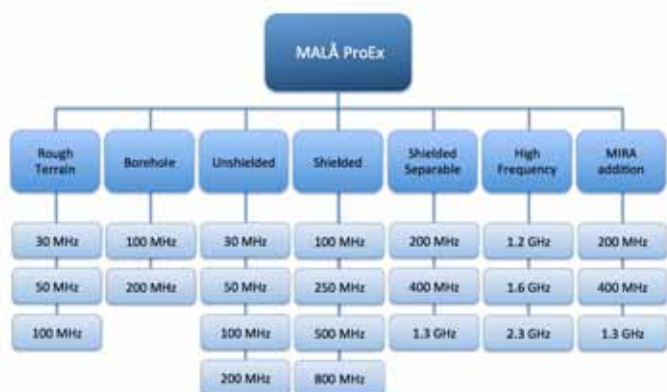 MALÅ ProEx
Rough
Terrain
Borehole
Unshielded
Shielded
Shielded
Separable
High
Frequency
MIRA
addition
30 MHz
100 MHz
30 MHz
100 MHz
200 MHz
1.2 GHz
200 MHz
50 MHz
200 MHz
50 MHz
250 MHz
400 MHz
1.6 GHz
400 MHz
100 MHz
100 MHz
500 MHz
1.3 GHz
2.3 GHz
1.3 GHz
200 MHz
800 MHz